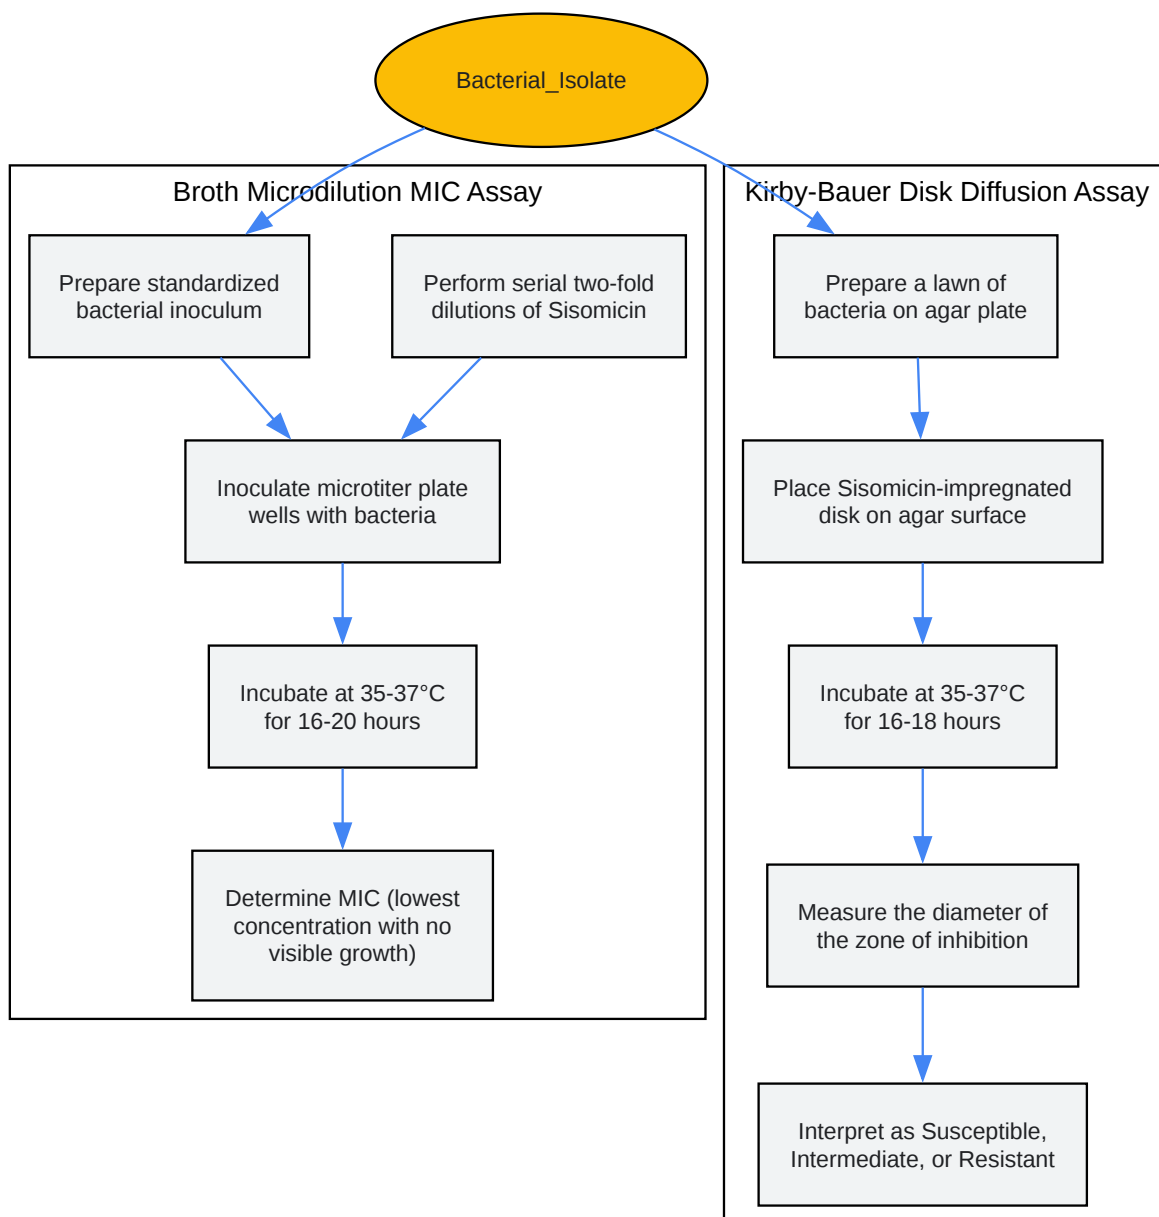 Bacterial_Isolate
Broth Microdilution MIC Assay
Prepare standardized
bacterial inoculum
Perform serial two-fold
dilutions of Sisomicin
Inoculate microtiter plate
wells with bacteria
Incubate at 35-37°C
for 16-20 hours
Determine MIC (lowest
concentration with no
visible growth)
Kirby-Bauer Disk Diffusion Assay
Prepare a lawn of
bacteria on agar plate
Place Sisomicin-impregnated
disk on agar surface
Incubate at 35-37°C
for 16-18 hours
Measure the diameter of
the zone of inhibition
Interpret as Susceptible,
Intermediate, or Resistant